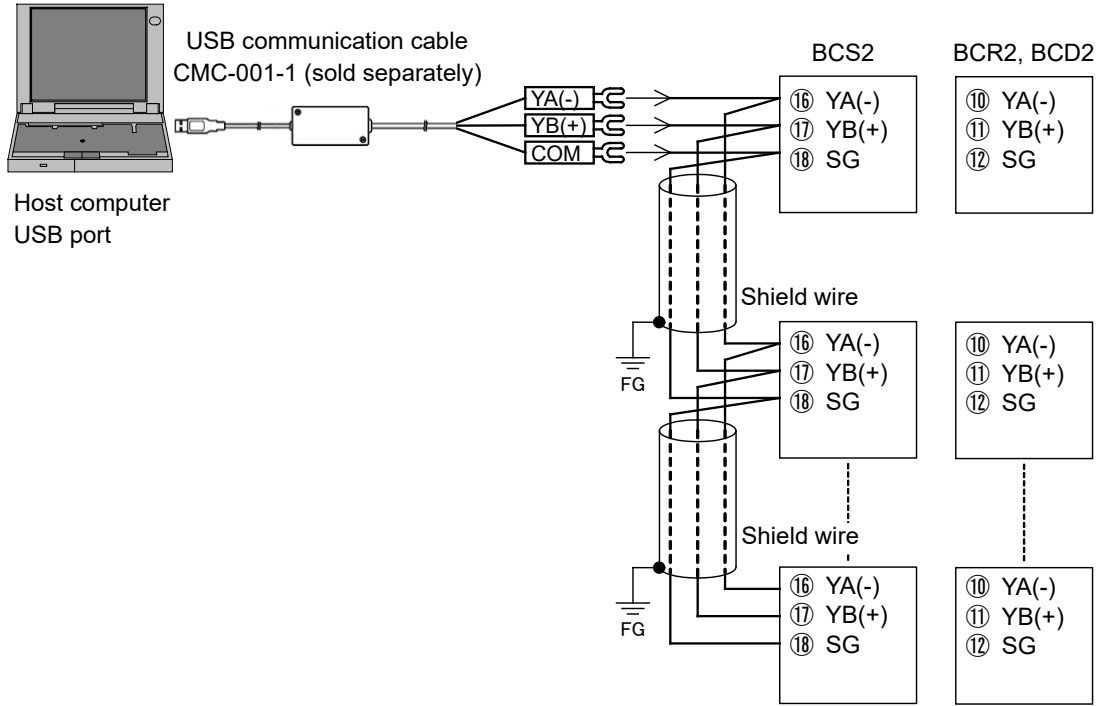 USB communication cable
CMC-001-1 (sold separately)
BCS2
BCR2, BCD2
YA(-)
YB(+)
COM
⑯ YA(-)
⑰ YB(+)
⑱ SG
⑩ YA(-)
⑪ YB(+)
⑫ SG
Host computer
USB port
Shield wire
FG
⑯ YA(-)
⑰ YB(+)
⑱ SG
⑩ YA(-)
⑪ YB(+)
⑫ SG
Shield wire
FG
⑯ YA(-)
⑰ YB(+)
⑱ SG
⑩ YA(-)
⑪ YB(+)
⑫ SG